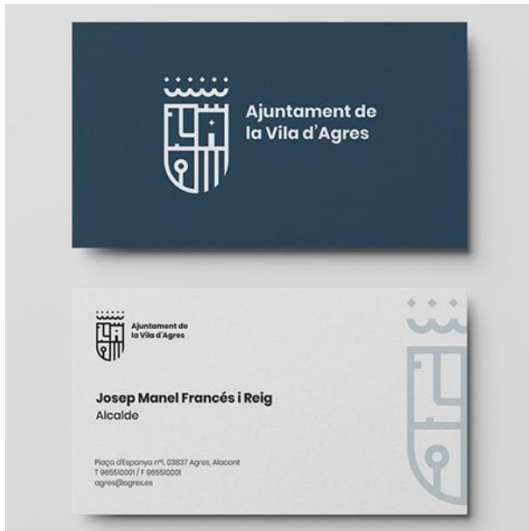 Ajuntament de
la Vila d'Agres
Ajuntament de
la Vila d'Agres
Josep Manel Francés i Reig
Alcalde
Plaça d'Espanya nº1, 03837 Agres, Alacant
T 965510001 / F 965510001
agres@agres.es